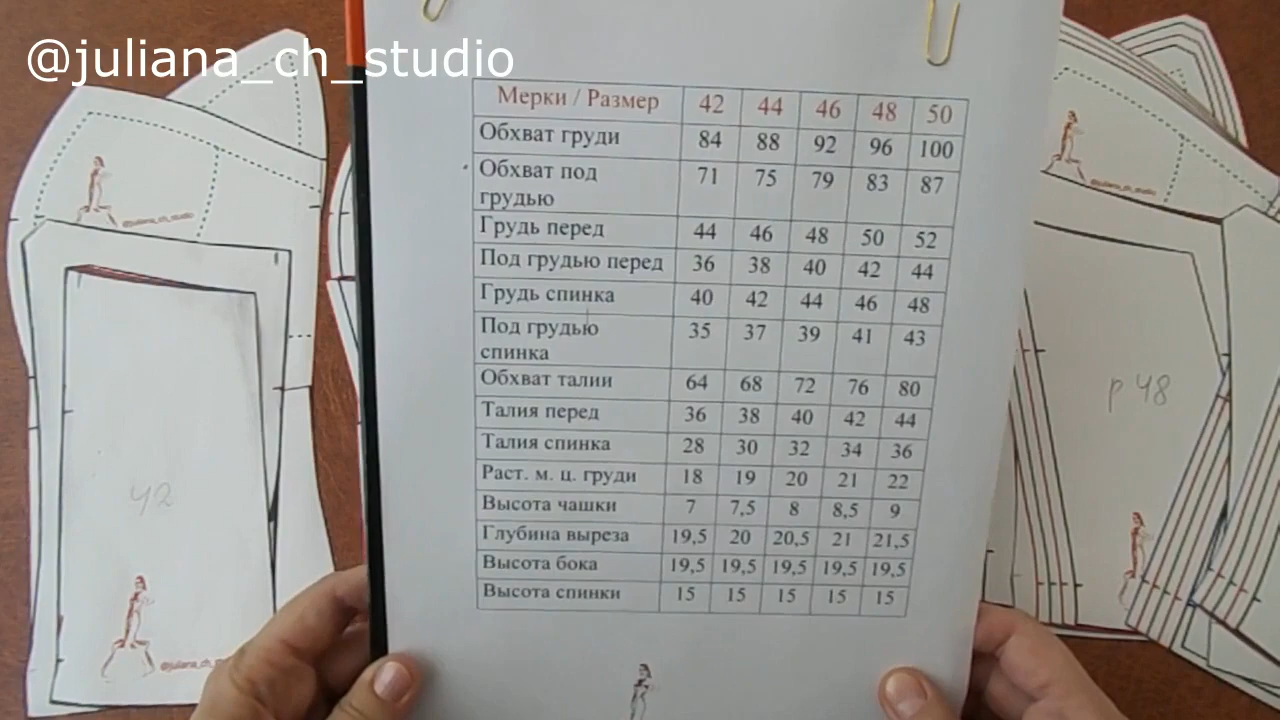 @juliana_ch_studio
Мерки / Размер 42 44 46 48 50
Обхват груди 84 88 92 96 100
Обхват под 71 75 79 83 87
грудью
Грудь перед 44 46 48 50 52
Под грудью перед 36 38 40 42 44
Грудь спинка 40 42 44 46 48
Под грудью 35 37 39 41 43
спинка
Обхват талии 64 68 72 76 80
Талия перед 36 38 40 42 44
Талия спинка 28 30 32 34 36
Раст. м. ц. груди 18 19 20 21 22
Высота чашки 7 7,5 8 8,5 9
Глубина выреза 19,5 20 20,5 21 21,5
Высота бока 19,5 19,5 19,5 19,5 19,5
Высота спинки 15 15 15 15 15
@juliana_ch_studio
42
р 48